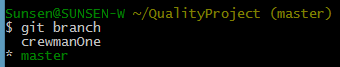 Sunsen@SUNSEN-W ~/QualityProject (master)
$ git branch
  crewmanOne
* master